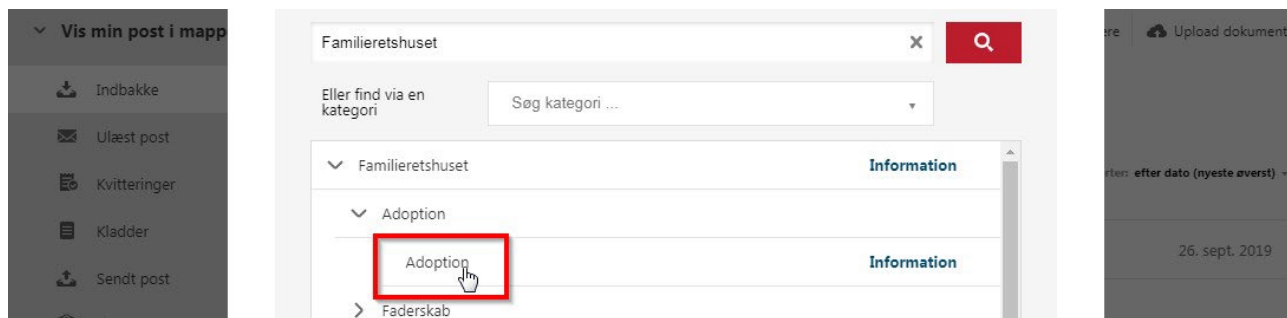 Vis min post i mapp
Indbakke
Ulæst post
Kvitteringer
Kladder
Sendt post
Familieretshuset
Eller find via en
kategori
Søg kategori ...
Familieretshuset Information
Adoption
Adoption Information
Faderskab
ere Upload dokument
rter: efter dato (nyeste øverst)
26. sept. 2019